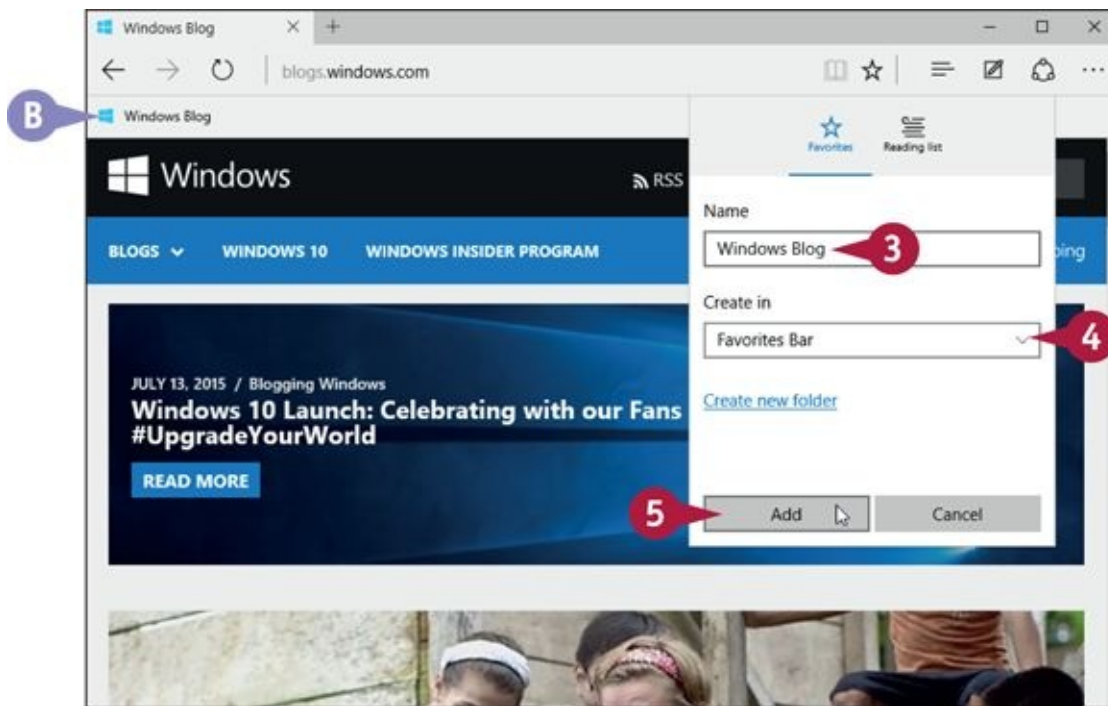 Windows Blog
blogs.windows.com
B
Windows Blog
Favorites
Reading list
Windows
RSS
Name
Windows Blog
3
BLOGS
WINDOWS 10
WINDOWS INSIDER PROGRAM
Create in
Favorites Bar
4
JULY 13, 2015 / Blogging Windows
Windows 10 Launch: Celebrating with our Fans
#UpgradeYourWorld
Create new folder
READ MORE
5
Add
Cancel